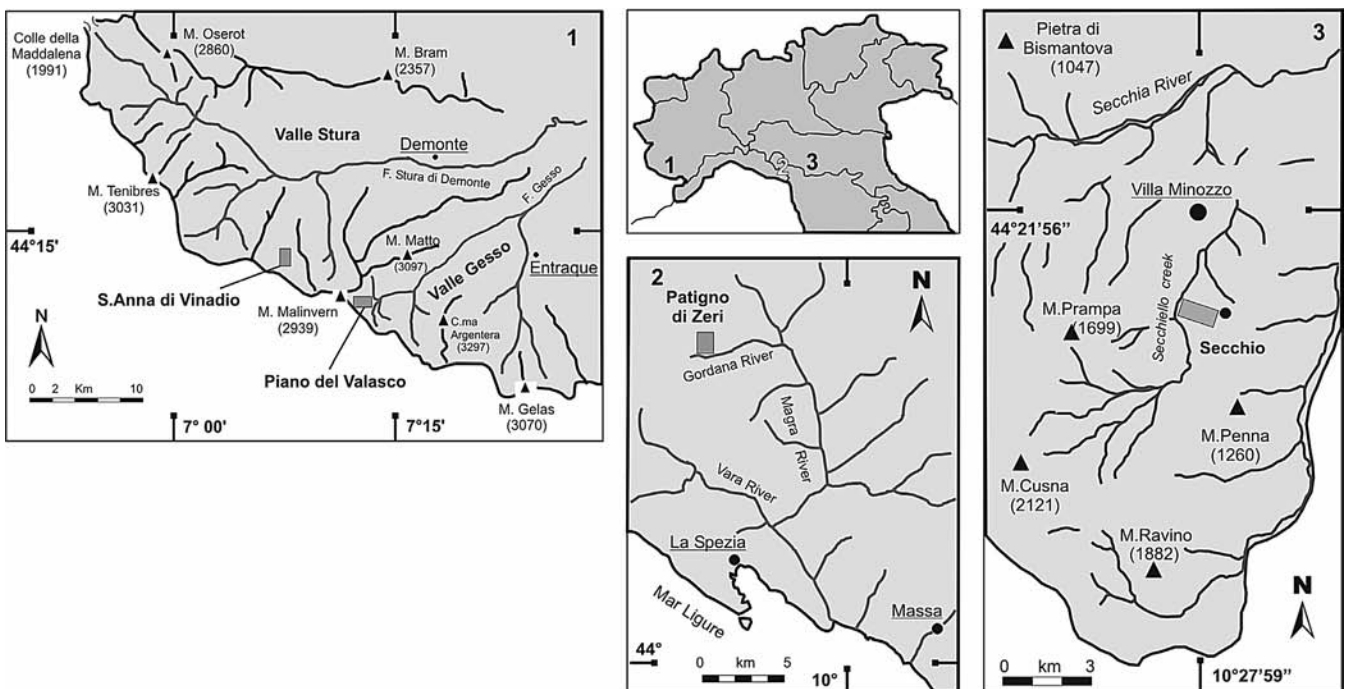 Colle della
Maddalena
(1991)
M. Oserot
(2860)
M. Bram
(2357)
1
Valle Stura
Demonte
F. Stura di Demonte
F. Gesso
M. Tenibres
(3031)
44°15'
M. Matto
(3097)
Valle Gesso
Entraque
S.Anna di Vinadio
M. Malinvern
(2939)
C.ma
Argentera
(3297)
N
Piano del Valasco
0 2 Km 10
M. Gelas
(3070)
7° 00'
7°15'
1
2
3
2
Patigno
di Zeri
N
Gordana River
Magra
River
Vara River
La Spezia
Mar Ligure
Massa
44°
0 km 5
10°
3
Pietra di
Bismantova
(1047)
Secchia River
Villa Minozzo
44°21'56"
Secchiello creek
M.Prampa
(1699)
Secchio
M.Penna
(1260)
M.Cusna
(2121)
M.Ravino
(1882)
N
0 km 3
10°27'59"